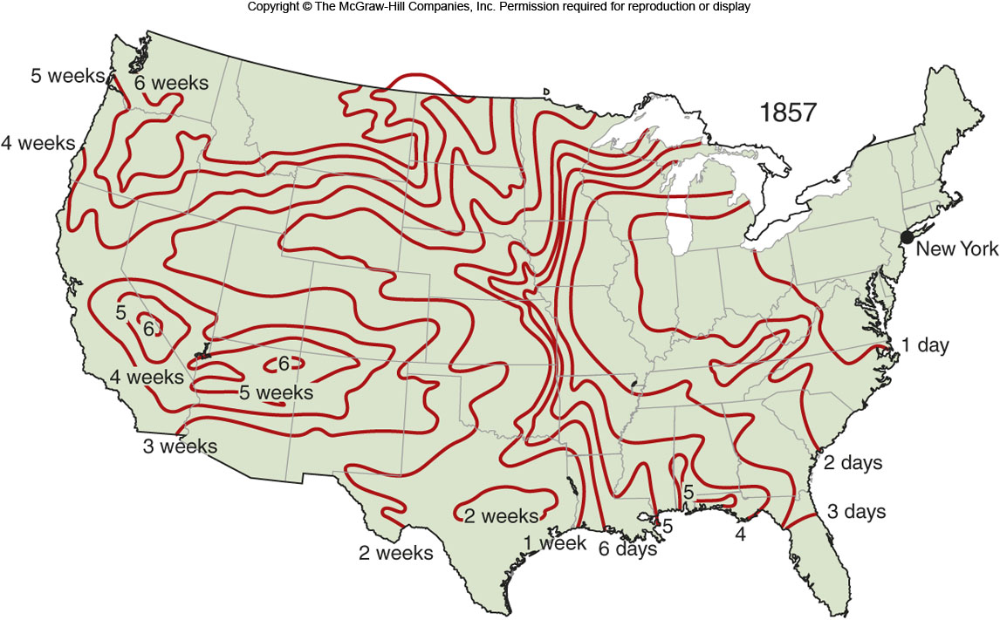 Copyright © The McGraw-Hill Companies, Inc. Permission required for reproduction or display
5 weeks
6 weeks
1857
4 weeks
New York
5
6
1 day
6
4 weeks
5 weeks
3 weeks
2 days
5
3 days
2 weeks
5
4
1 week
6 days
2 weeks